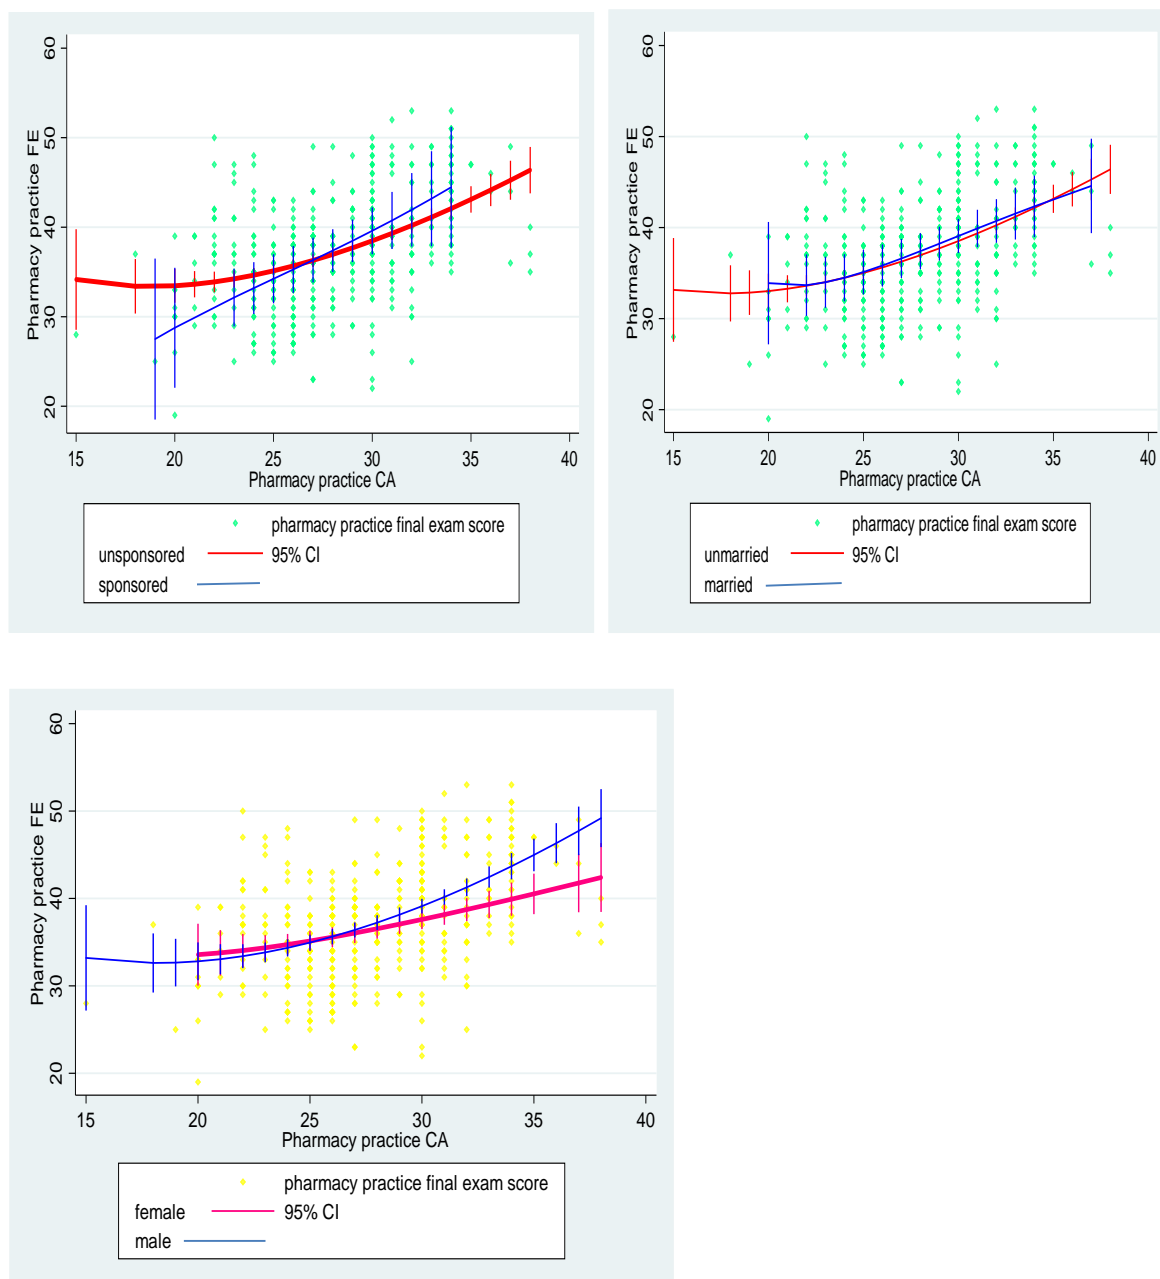 60
50
40
30
20
Pharmacy practice FE
15 20 25 30 35 40
Pharmacy practice CA
pharmacy practice final exam score
unsponsored 95% CI
sponsored
60
50
40
30
20
Pharmacy practice FE
15 20 25 30 35 40
Pharmacy practice CA
pharmacy practice final exam score
unmarried 95% CI
married
60
50
40
30
20
Pharmacy practice FE
15 20 25 30 35 40
Pharmacy practice CA
pharmacy practice final exam score
female 95% CI
male